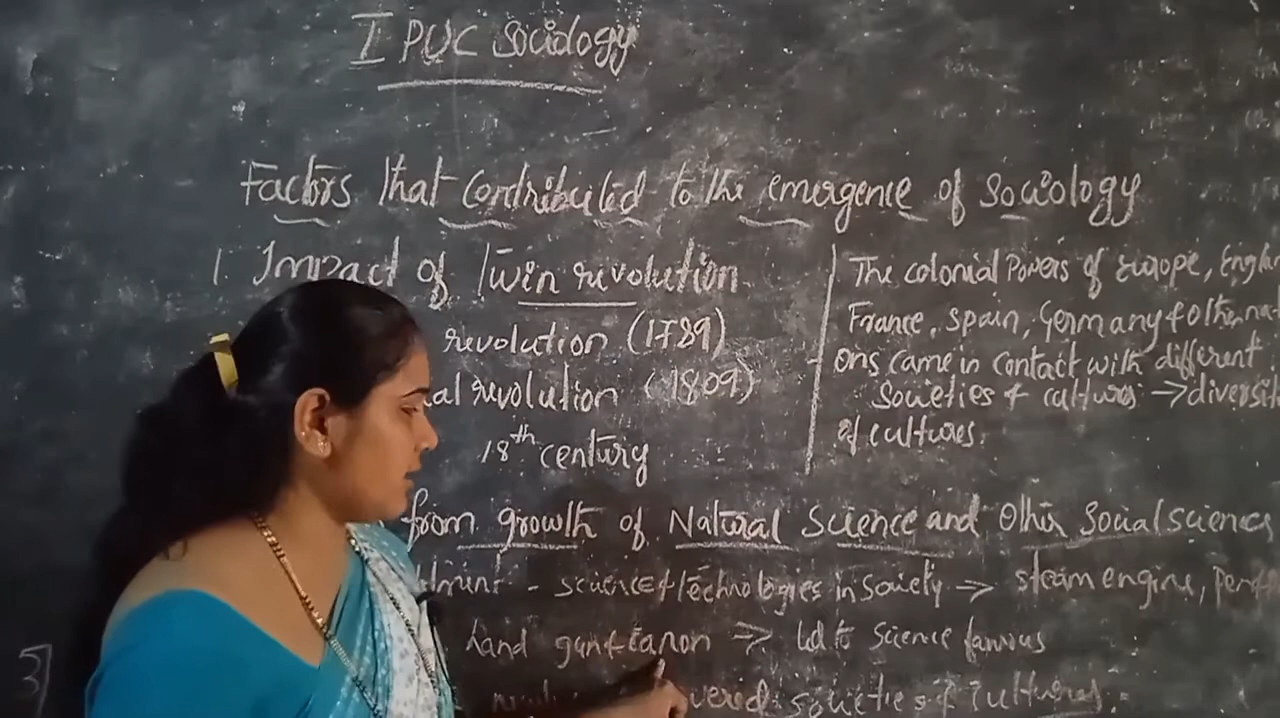 I PUC Sociology
Factors that contributed to the emergence of Sociology
1. Impact of Twin revolution
revolution (1789)
al revolution (1809)
18th century
The colonial Powers of Europe, Englan
France, Spain, Germany & other nat
ons came in contact with different
Societies & cultures → diversit
of cultures.
from growth of Natural Science and Other Social sciences
- science & technologies in society → steam engine,
hand gun & canon → led to science famous
vered societies & cultures.
3